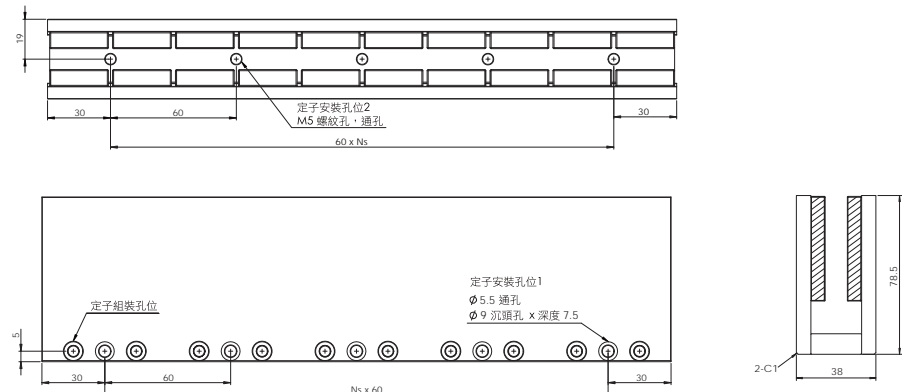 19
30
60
定子安裝孔位2
M5 螺紋孔，通孔
30
60 x Ns
定子組裝孔位
定子安裝孔位1
Ø 5.5 通孔
Ø 9 沉頭孔 x 深度 7.5
5
30
60
Ns x 60
30
78.5
2-C1
38